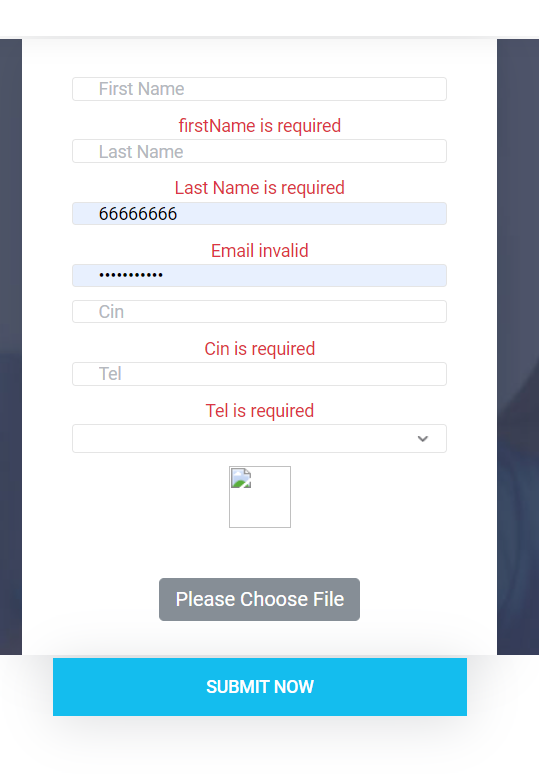 First Name
firstName is required
Last Name
Last Name is required
66666666
Email invalid
•••••••••••
Cin
Cin is required
Tel
Tel is required
Please Choose File
SUBMIT NOW